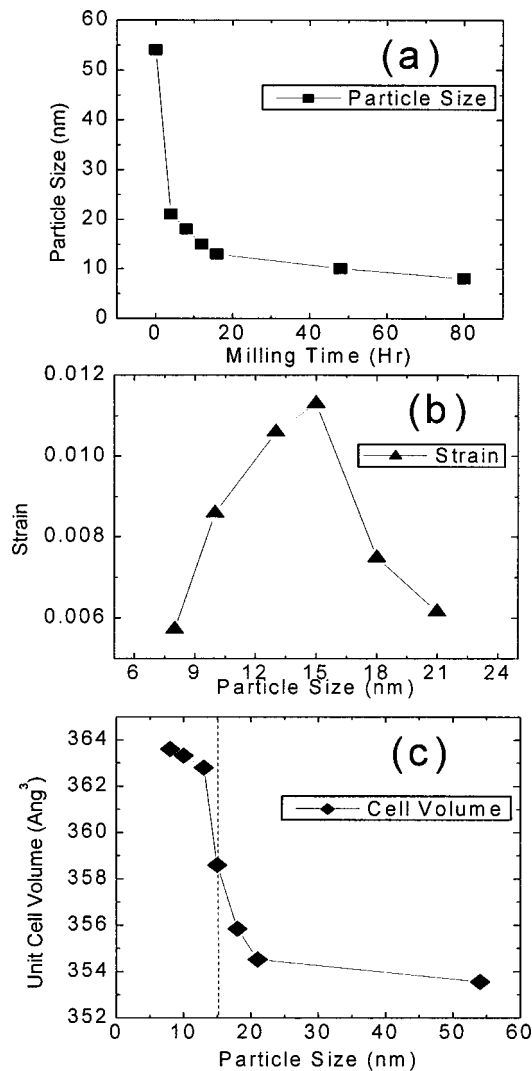 (a)
Particle Size
Particle Size (nm)
60
50
40
30
20
10
0
0 20 40 60 80
Milling Time (Hr)
(b)
Strain
Strain
0.012
0.010
0.008
0.006
6 9 12 15 18 21 24
Particle Size (nm)
(c)
Cell Volume
Unit Cell Volume (Ang³)
364
362
360
358
356
354
352
0 10 20 30 40 50 60
Particle Size (nm)